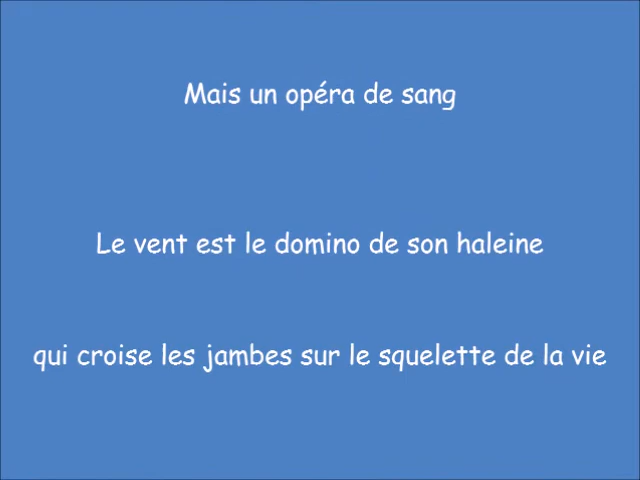 Mais un opéra de sang
Le vent est le domino de son haleine
qui croise les jambes sur le squelette de la vie